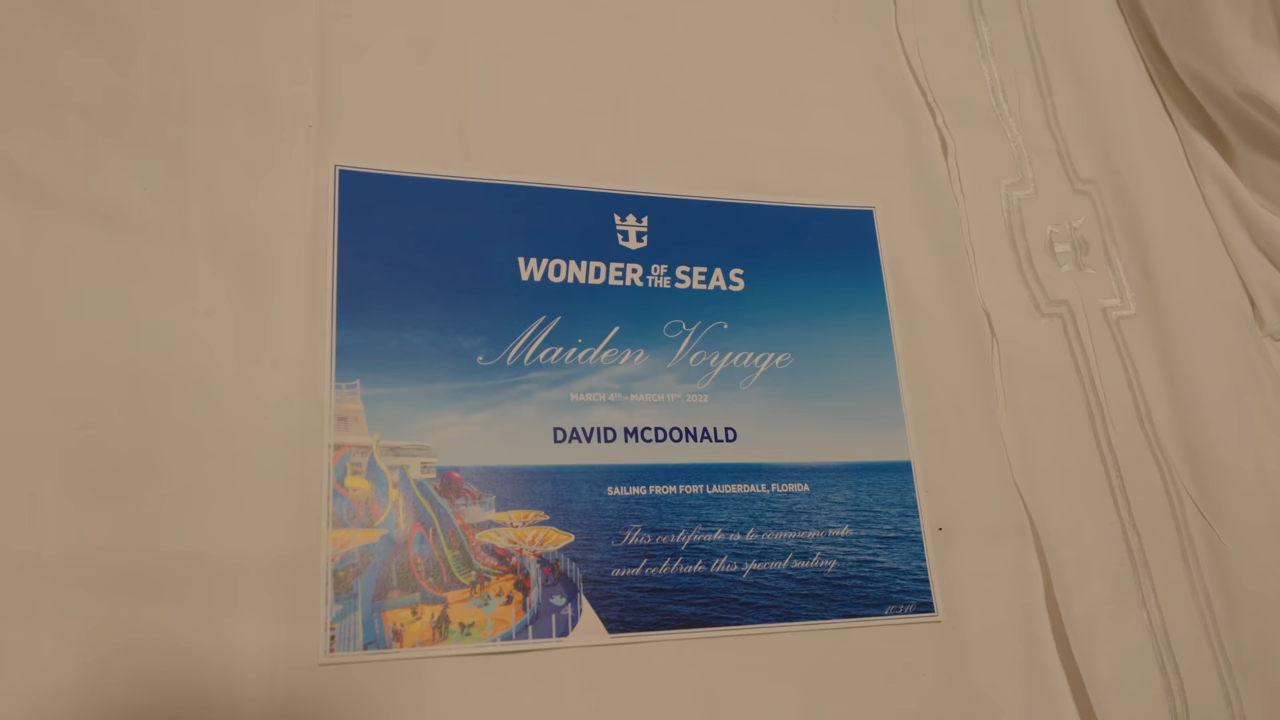 WONDER OF THE SEAS
Maiden Voyage
MARCH 4TH - MARCH 11TH, 2022
DAVID MCDONALD
SAILING FROM FORT LAUDERDALE, FLORIDA
This certificate is to commemorate
and celebrate this special sailing